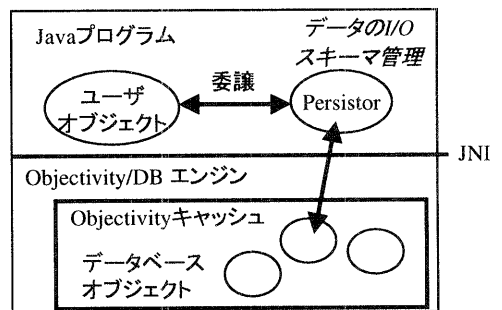 Javaプログラム
データのI/O
スキーマ管理
ユーザ
オブジェクト
委譲
Persistor
JNI
Objectivity/DB エンジン
Objectivityキャッシュ
データベース
オブジェクト